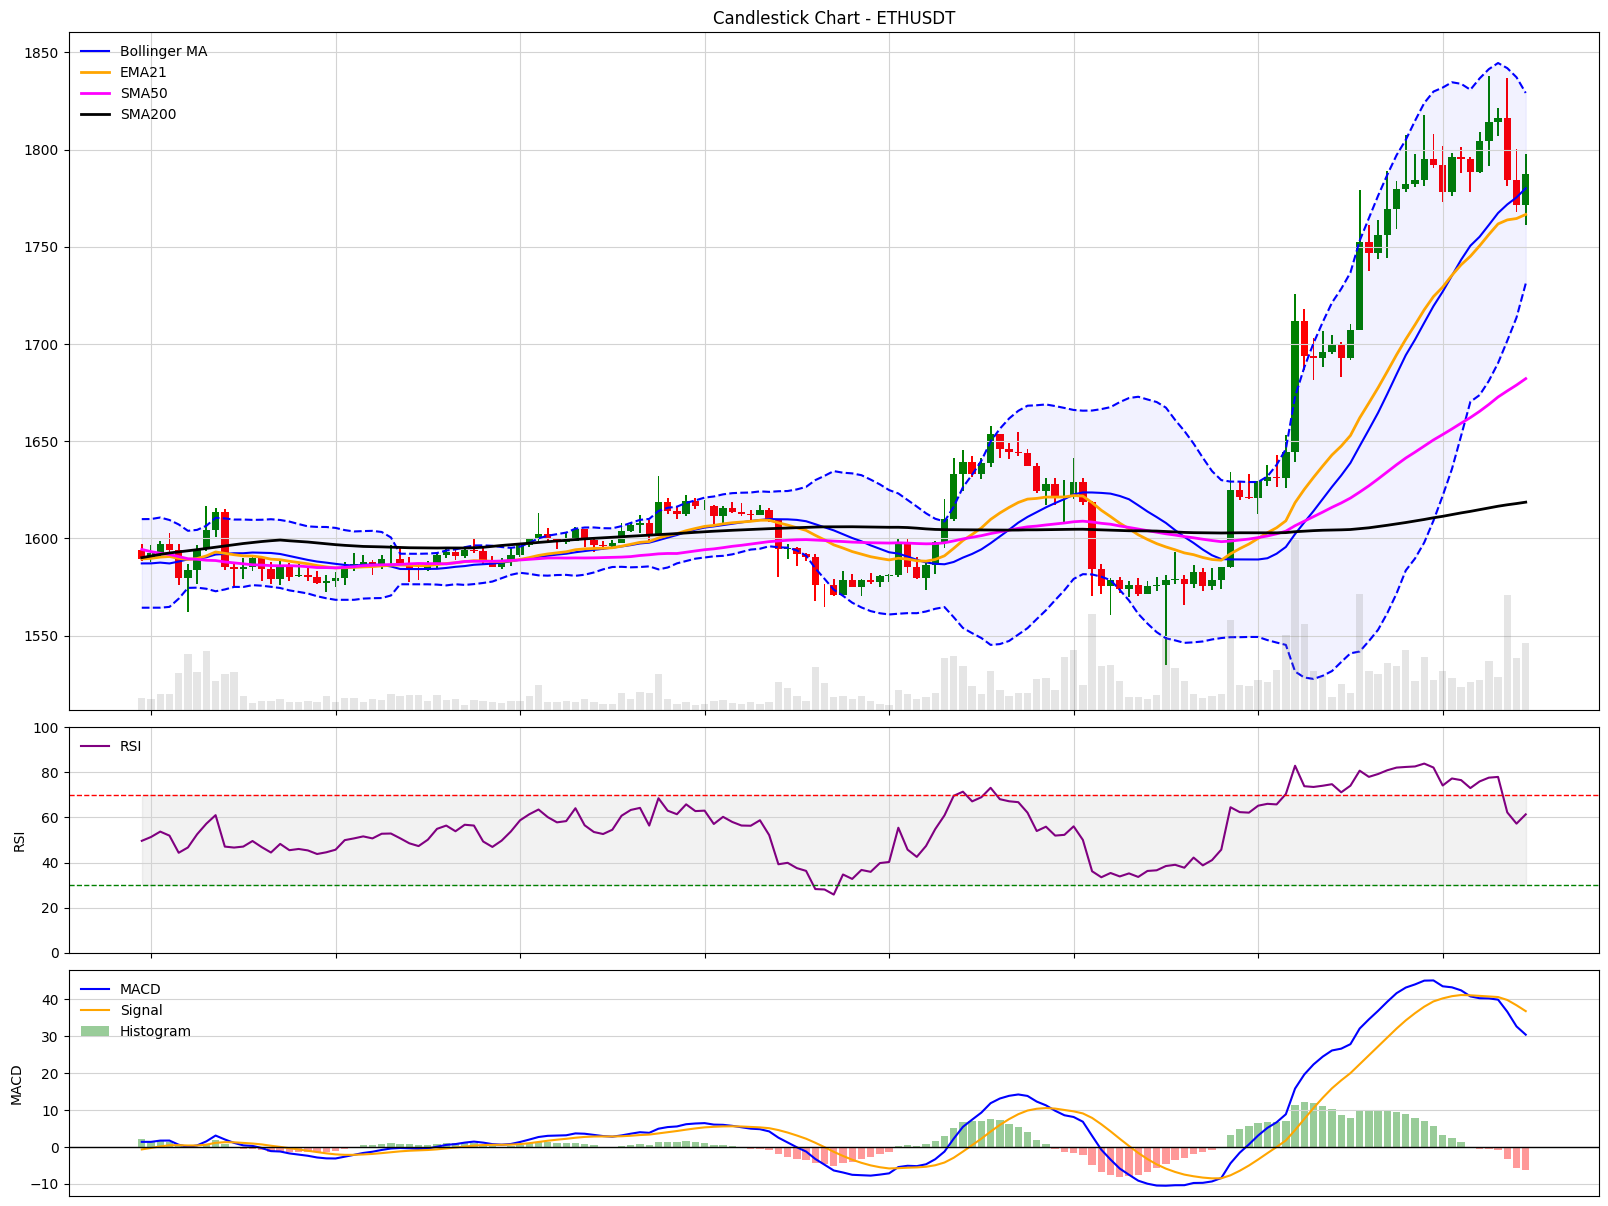 Candlestick Chart - ETHUSDT
Bollinger MA
EMA21
SMA50
SMA200
1850
1800
1750
1700
1650
1600
1550
RSI
100
80
60
40
20
0
RSI
MACD
Signal
Histogram
40
30
20
10
0
−10
MACD